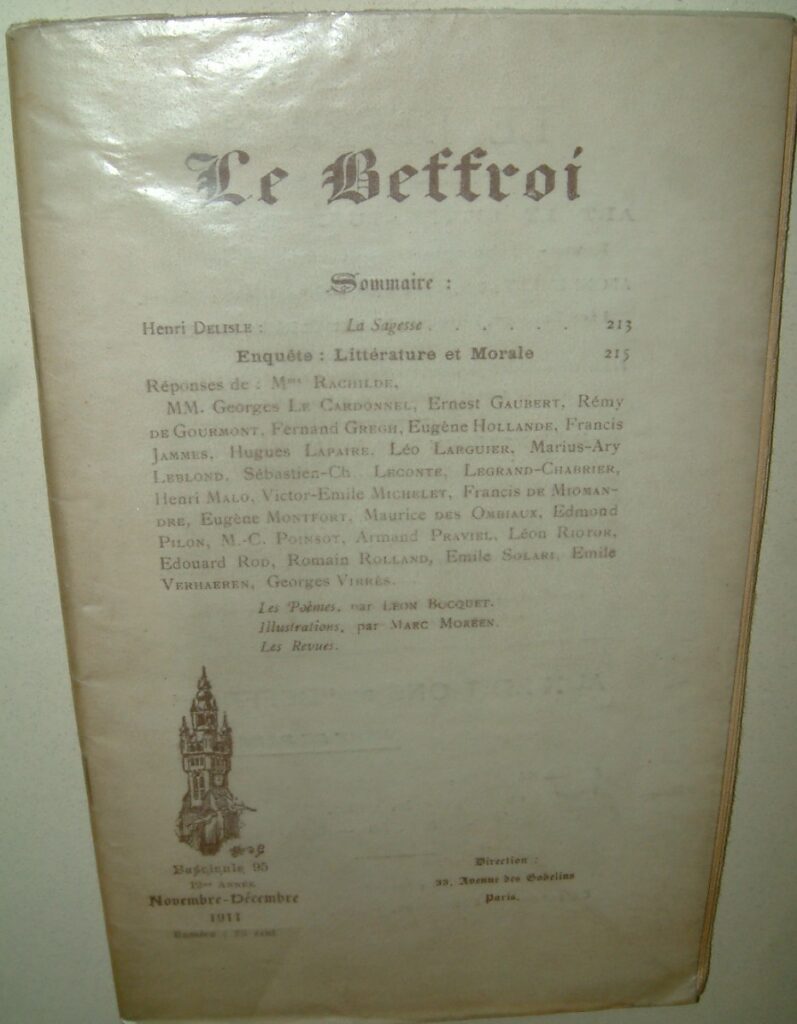 Le Beffroi
Sommaire :
Henri DELISLE : La Sagesse . . . . . . 213
Enquête : Littérature et Morale 215
Réponses de : Mme RACHILDE,
MM. Georges LE CARDONNEL, Ernest GAUBERT, Rémy
DE GOURMONT, Fernand GREGH, Eugène HOLLANDE, Francis
JAMMES, Hugues LAPAIRE, Léo LARGUIER, Marius-Ary
LEBLOND, Sébastien-Ch. LECONTE, LEGRAND-CHABRIER,
Henri MALO, Victor-Emile MICHELET, Francis DE MIOMAN-
DRE, Eugène MONTFORT, Maurice DES OMBIAUX, Edmond
PILON, M.-C. POINSOT, Armand PRAVIEL, Léon RIOTOR,
Edouard ROD, Romain ROLLAND, Emile SOLARI, Emile
VERHAEREN, Georges VIRRÈS.
Les Poèmes, par LÉON BOCQUET.
Illustrations, par MARC MORÉEN.
Les Revues.
Fascicule 95
12me ANNÉE
Novembre-Décembre
1911
Direction :
33, Avenue des Gobelins
Paris.